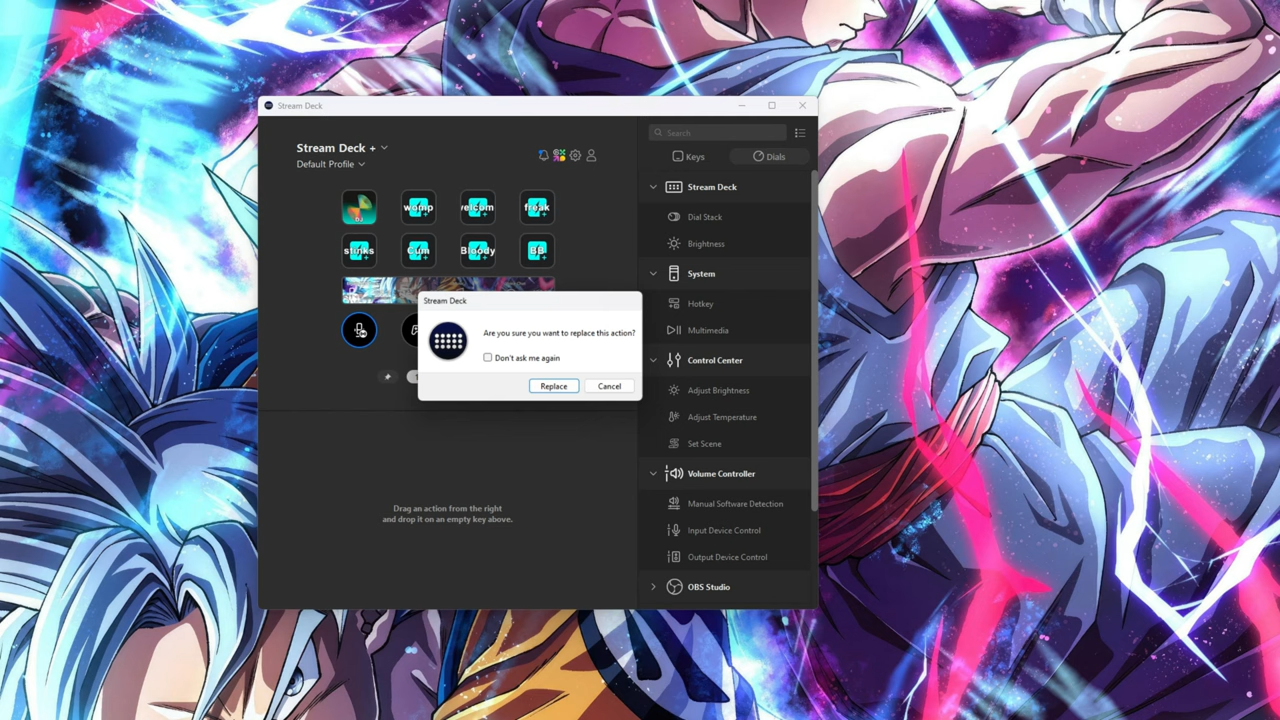 Stream Deck
Stream Deck +
Default Profile
Search
Keys
Dials
womp
freak
stinks
Cum
Bloody
BB
Stream Deck
Dial Stack
Brightness
System
Hotkey
Multimedia
Control Center
Adjust Brightness
Adjust Temperature
Set Scene
Volume Controller
Manual Software Detection
Input Device Control
Output Device Control
OBS Studio
Stream Deck
Are you sure you want to replace this action?
Don't ask me again
Replace
Cancel
Drag an action from the right
and drop it on an empty key above.